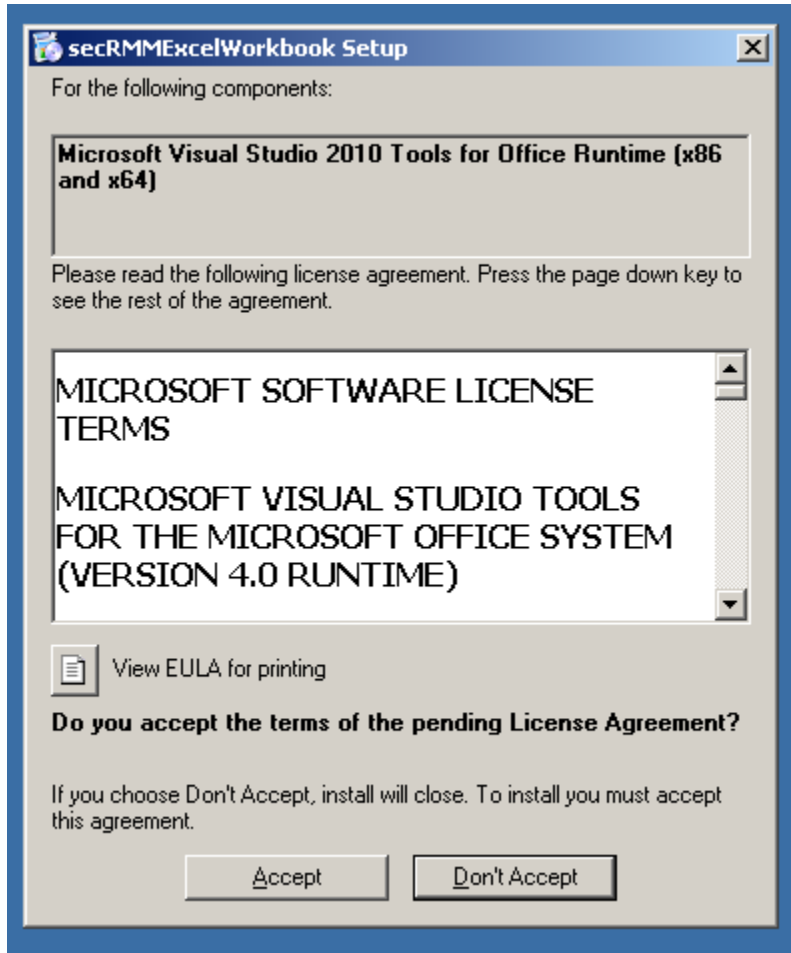 secRMMExcelWorkbook Setup
For the following components:
Microsoft Visual Studio 2010 Tools for Office Runtime (x86
and x64)
Please read the following license agreement. Press the page down key to
see the rest of the agreement.
MICROSOFT SOFTWARE LICENSE
TERMS
MICROSOFT VISUAL STUDIO TOOLS
FOR THE MICROSOFT OFFICE SYSTEM
(VERSION 4.0 RUNTIME)
View EULA for printing
Do you accept the terms of the pending License Agreement?
If you choose Don't Accept, install will close. To install you must accept
this agreement.
Accept Don't Accept